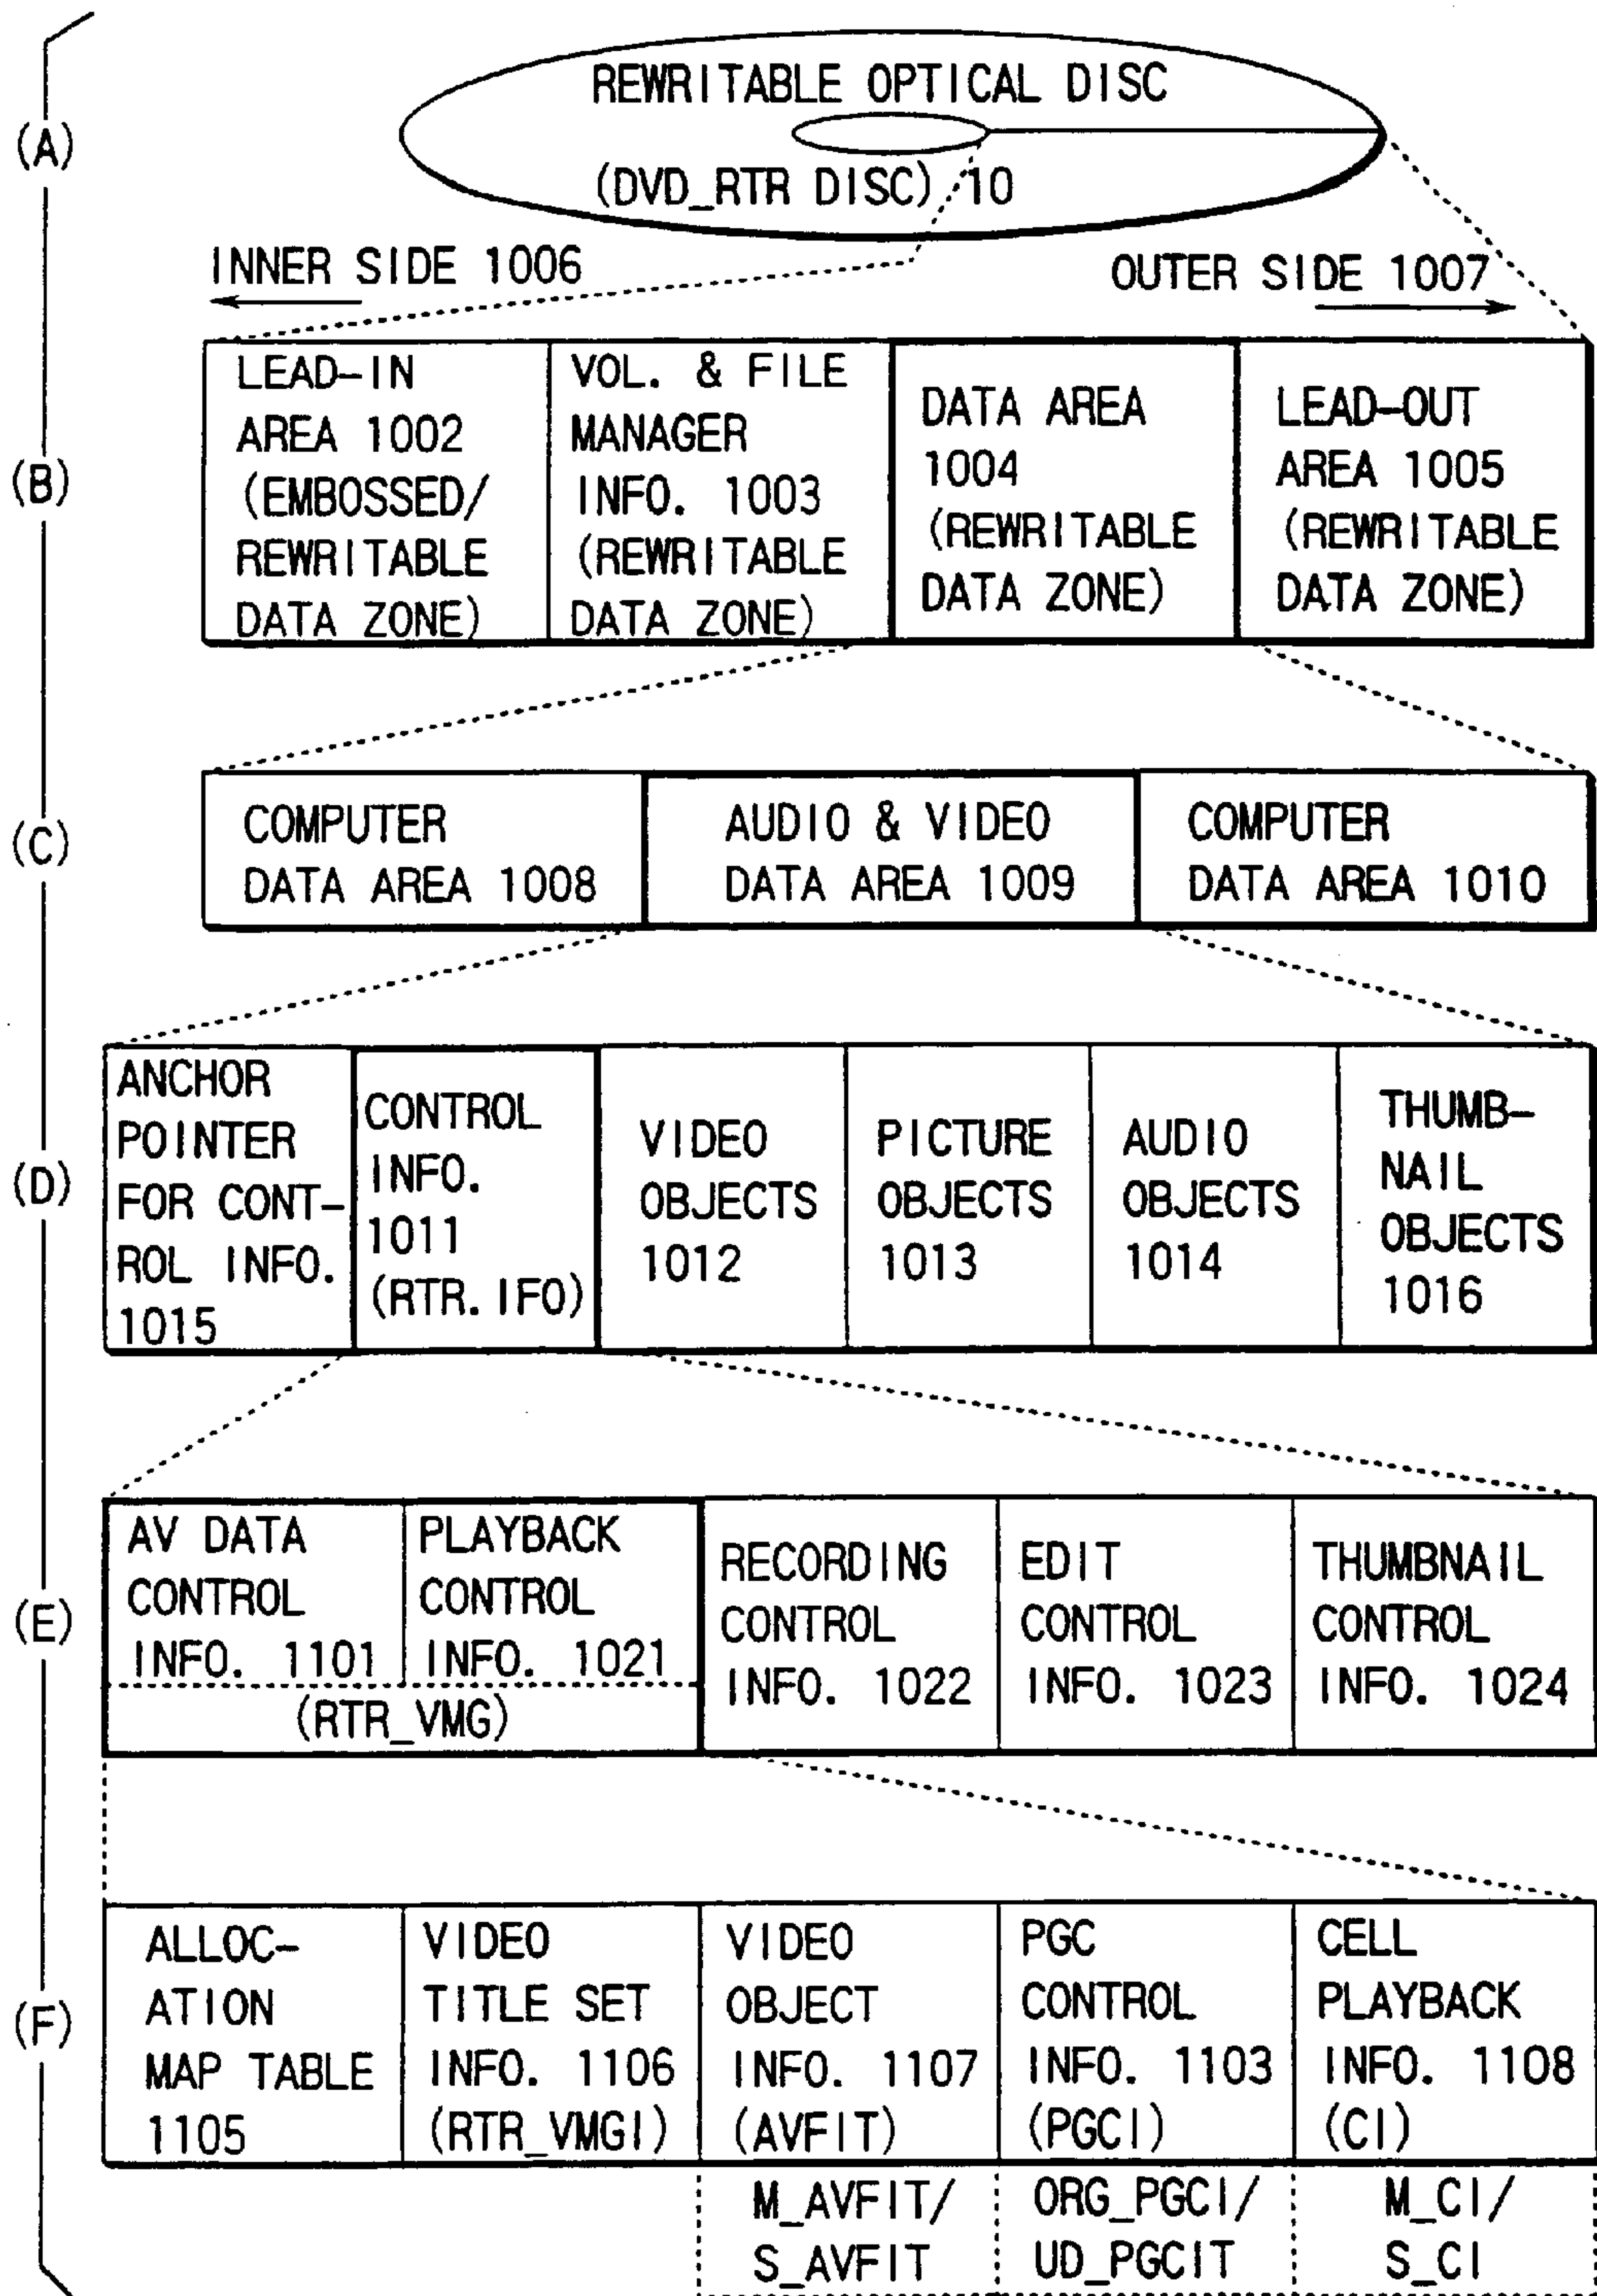 (A)
REWRITABLE OPTICAL DISC
(DVD_RTR DISC) 10
INNER SIDE 1006
OUTER SIDE 1007
(B)
LEAD-IN
AREA 1002
(EMBOSSED/
REWRITABLE
DATA ZONE)
VOL. & FILE
MANAGER
INFO. 1003
(REWRITABLE
DATA ZONE)
DATA AREA
1004
(REWRITABLE
DATA ZONE)
LEAD-OUT
AREA 1005
(REWRITABLE
DATA ZONE)
(C)
COMPUTER
DATA AREA 1008
AUDIO & VIDEO
DATA AREA 1009
COMPUTER
DATA AREA 1010
(D)
ANCHOR
POINTER
FOR CONT-
ROL INFO.
1015
CONTROL
INFO.
1011
(RTR.IFO)
VIDEO
OBJECTS
1012
PICTURE
OBJECTS
1013
AUDIO
OBJECTS
1014
THUMB-
NAIL
OBJECTS
1016
(E)
AV DATA
CONTROL
INFO. 1101
PLAYBACK
CONTROL
INFO. 1021
(RTR_VMG)
RECORDING
CONTROL
INFO. 1022
EDIT
CONTROL
INFO. 1023
THUMBNAIL
CONTROL
INFO. 1024
(F)
ALLOC-
ATION
MAP TABLE
1105
VIDEO
TITLE SET
INFO. 1106
(RTR_VMGI)
VIDEO
OBJECT
INFO. 1107
(AVFIT)
PGC
CONTROL
INFO. 1103
(PGCI)
CELL
PLAYBACK
INFO. 1108
(CI)
M_AVFIT/
S_AVFIT
ORG_PGCI/
UD_PGCIT
M_CI/
S_CI